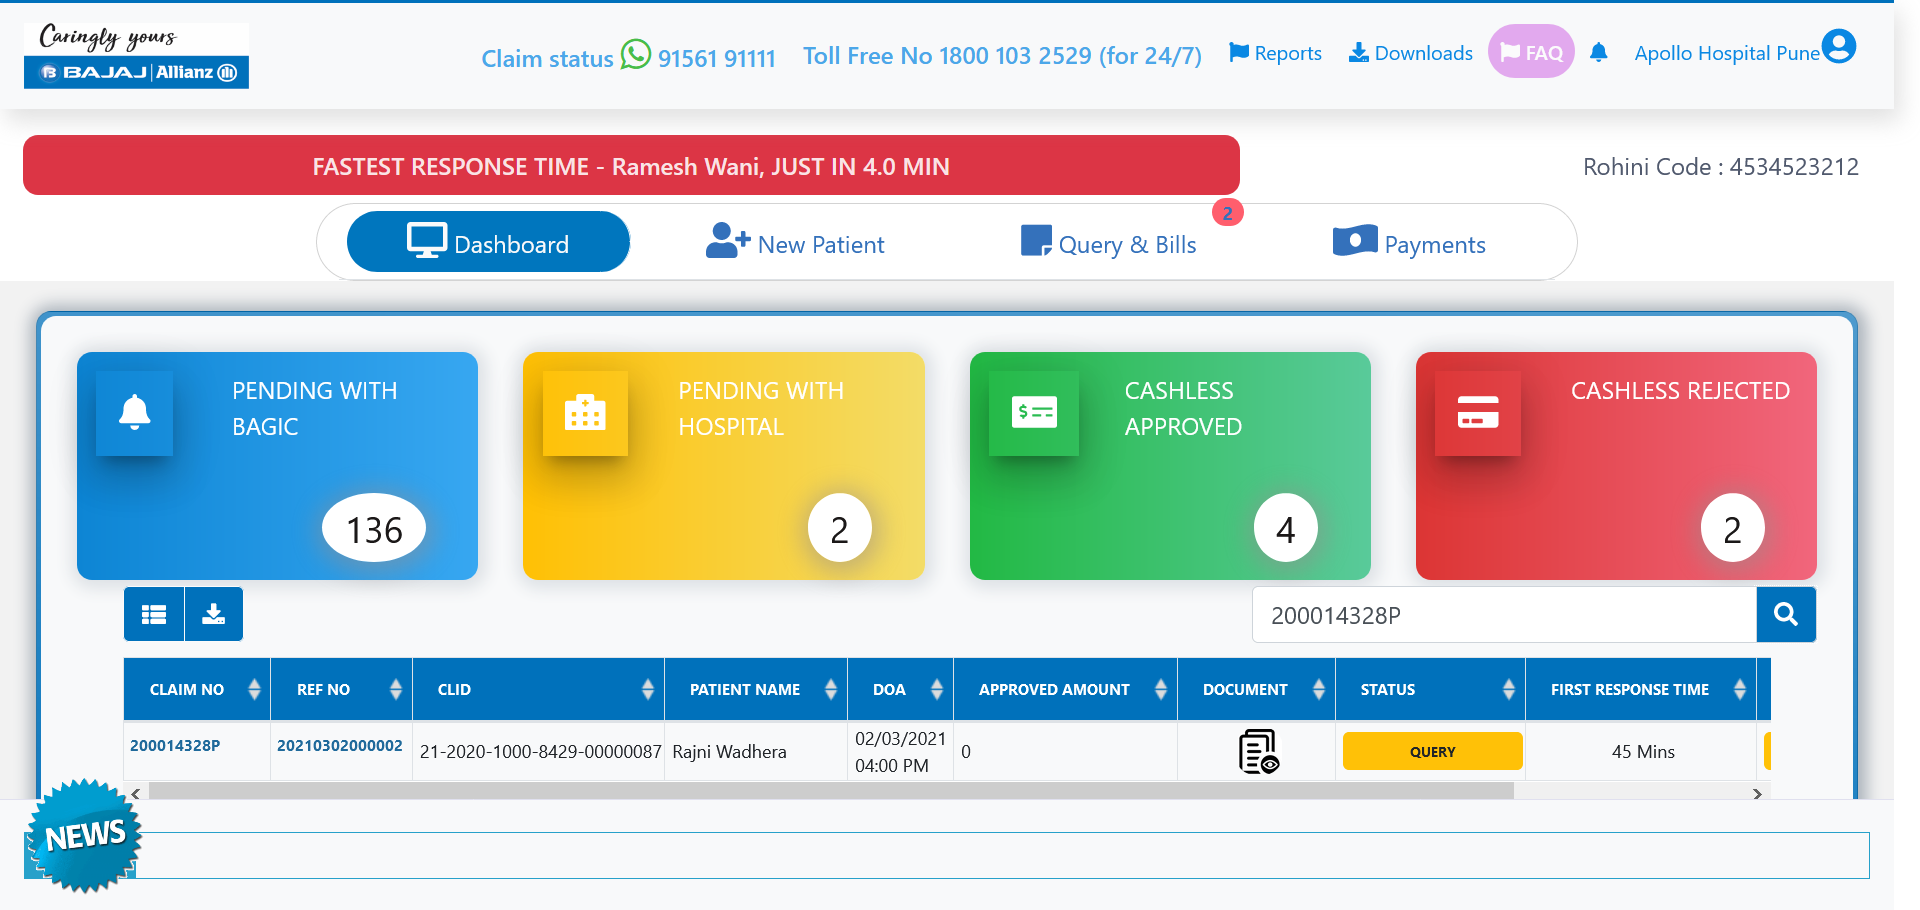 Caringly yours
BAJAJ | Allianz
Claim status 91561 91111
Toll Free No 1800 103 2529 (for 24/7)
Reports
Downloads
FAQ
Apollo Hospital Pune
FASTEST RESPONSE TIME - Ramesh Wani, JUST IN 4.0 MIN
Rohini Code : 4534523212
Dashboard
New Patient
Query & Bills
2
Payments
PENDING WITH
BAGIC
136
PENDING WITH
HOSPITAL
2
CASHLESS
APPROVED
4
CASHLESS REJECTED
2
200014328P
CLAIM NO REF NO CLID PATIENT NAME DOA APPROVED AMOUNT DOCUMENT STATUS FIRST RESPONSE TIME
200014328P 20210302000002 21-2020-1000-8429-00000087 Rajni Wadhera 02/03/2021 0 QUERY 45 Mins
04:00 PM
NEWS